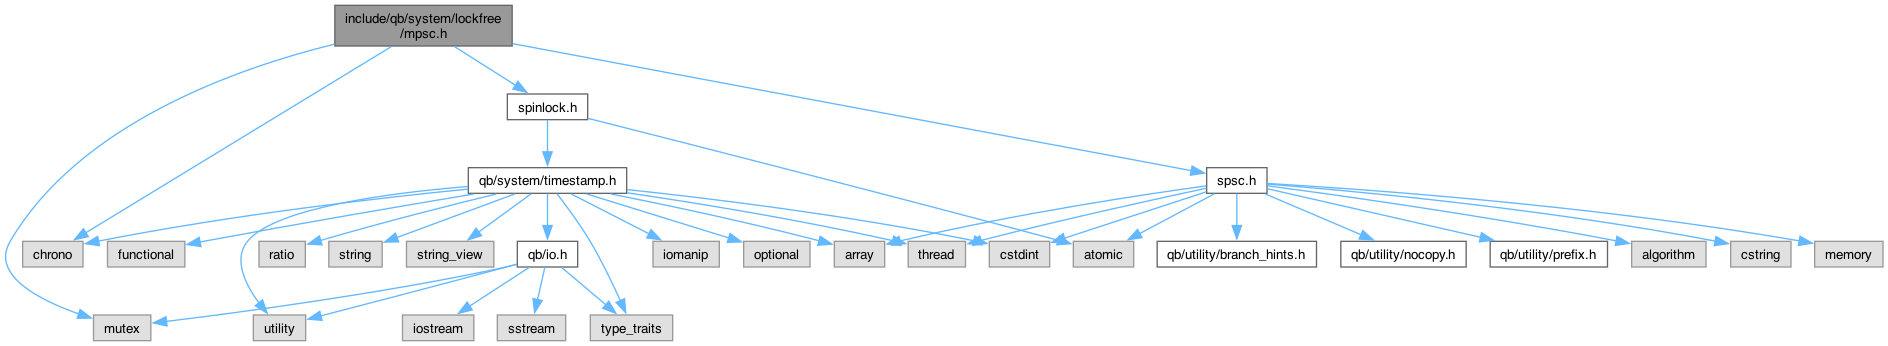 include/qb/system/lockfree
/mpsc.h
spinlock.h
qb/system/timestamp.h
spsc.h
chrono
functional
ratio
string
string_view
qb/io.h
iomanip
optional
array
thread
cstdint
atomic
qb/utility/branch_hints.h
qb/utility/nocopy.h
qb/utility/prefix.h
algorithm
cstring
memory
mutex
utility
iostream
sstream
type_traits